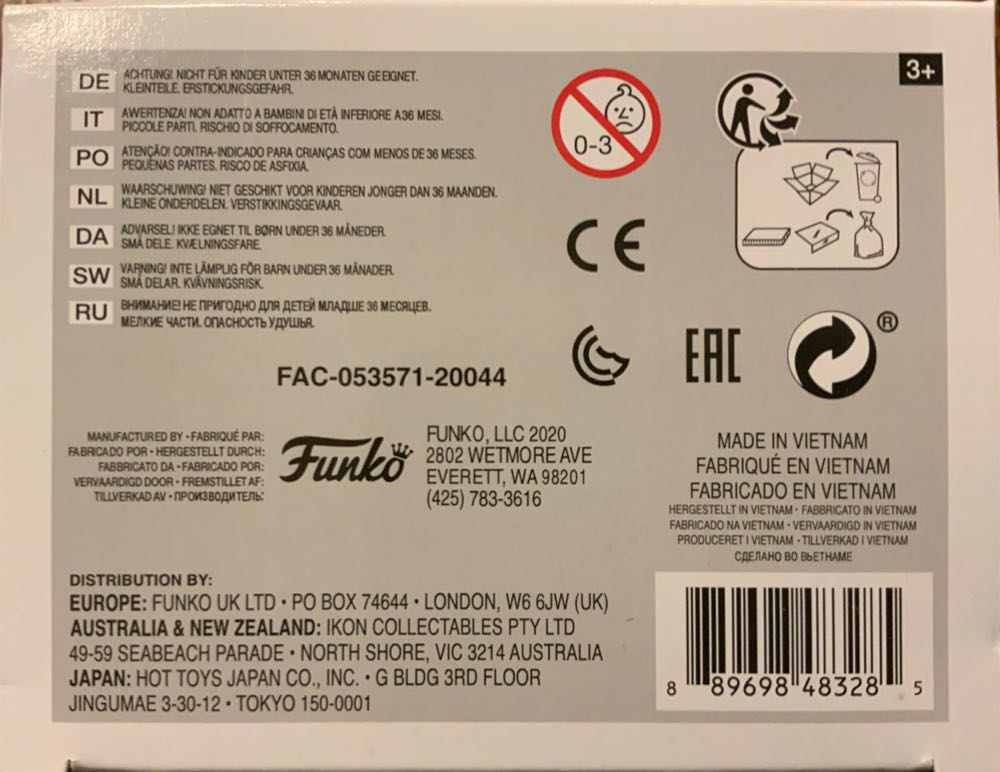 3+
DE ACHTUNG! NICHT FÜR KINDER UNTER 36 MONATEN GEEIGNET.
KLEINTEILE. ERSTICKUNGSGEFAHR.
IT AWERTENZA! NON ADATTO A BAMBINI DI ETÀ INFERIORE A36 MESI.
PICCOLE PARTI. RISCHIO DI SOFFOCAMENTO.
PO ATENÇÃO! CONTRA-INDICADO PARA CRIANÇAS COM MENOS DE 36 MESES.
PEQUENAS PARTES. RISCO DE ASFIXIA.
NL WAARSCHUWING! NIET GESCHIKT VOOR KINDEREN JONGER DAN 36 MAANDEN.
KLEINE ONDERDELEN. VERSTIKKINGSGEVAAR.
DA ADVARSEL! IKKE EGNET TIL BØRN UNDER 36 MÅNEDER.
SMÅ DELE. KVÆLNINGSFARE.
SW VARNING! INTE LÄMPLIG FÖR BARN UNDER 36 MÅNADER.
SMÅ DELAR. KVÄVNINGSRISK.
RU ВНИМАНИЕ! НЕ ПРИГОДНО ДЛЯ ДЕТЕЙ МЛАДШЕ 36 МЕСЯЦЕВ.
МЕЛКИЕ ЧАСТИ. ОПАСНОСТЬ УДУШЬЯ.
0-3
CE
EAC
®
FAC-053571-20044
MANUFACTURED BY • FABRIQUÉ PAR:
FABRICADO POR • HERGESTELLT DURCH:
FABBRICATO DA • FABRICADO POR:
VERVAARDIGD DOOR • FREMSTILLET AF:
TILLVERKAD AV • ПРОИЗВОДИТЕЛЬ:
Funko
FUNKO, LLC 2020
2802 WETMORE AVE
EVERETT, WA 98201
(425) 783-3616
MADE IN VIETNAM
FABRIQUÉ EN VIETNAM
FABRICADO EN VIETNAM
HERGESTELLT IN VIETNAM • FABBRICATO IN VIETNAM
FABRICADO NA VIETNAM • VERVAARDIGD IN VIETNAM
PRODUCERET I VIETNAM • TILLVERKAD I VIETNAM
СДЕЛАНО ВО ВЬЕТНАМЕ
DISTRIBUTION BY:
EUROPE: FUNKO UK LTD • PO BOX 74644 • LONDON, W6 6JW (UK)
AUSTRALIA & NEW ZEALAND: IKON COLLECTABLES PTY LTD
49-59 SEABEACH PARADE • NORTH SHORE, VIC 3214 AUSTRALIA
JAPAN: HOT TOYS JAPAN CO., INC. • G BLDG 3RD FLOOR
JINGUMAE 3-30-12 • TOKYO 150-0001
8 89698 48328 5